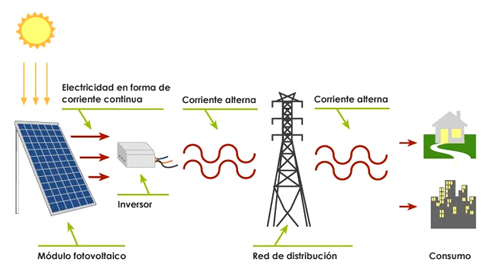 Electricidad en forma de
corriente continua
Corriente alterna
Corriente alterna
Inversor
Módulo fotovoltaico
Red de distribución
Consumo